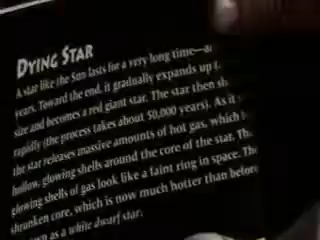 DYING STAR
A star like the Sun lasts for a very long time—
years. Toward the end, it gradually expands up t
size and becomes a red giant star. The star then sh
rapidly (the process takes about 50,000 years). As it
the star releases massive amounts of hot gas, which
hollow, glowing shells around the core of the star. Th
glowing shells of gas look like a faint ring in space. The
shrunken core, which is now much hotter than before
wn as a white dwarf star.